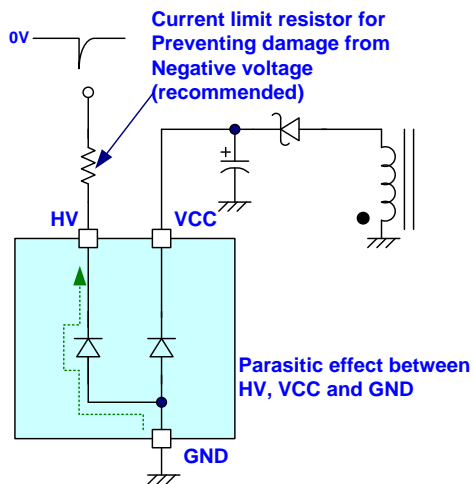 0V
Current limit resistor for
Preventing damage from
Negative voltage
(recommended)
+
HV
VCC
Parasitic effect between
HV, VCC and GND
GND